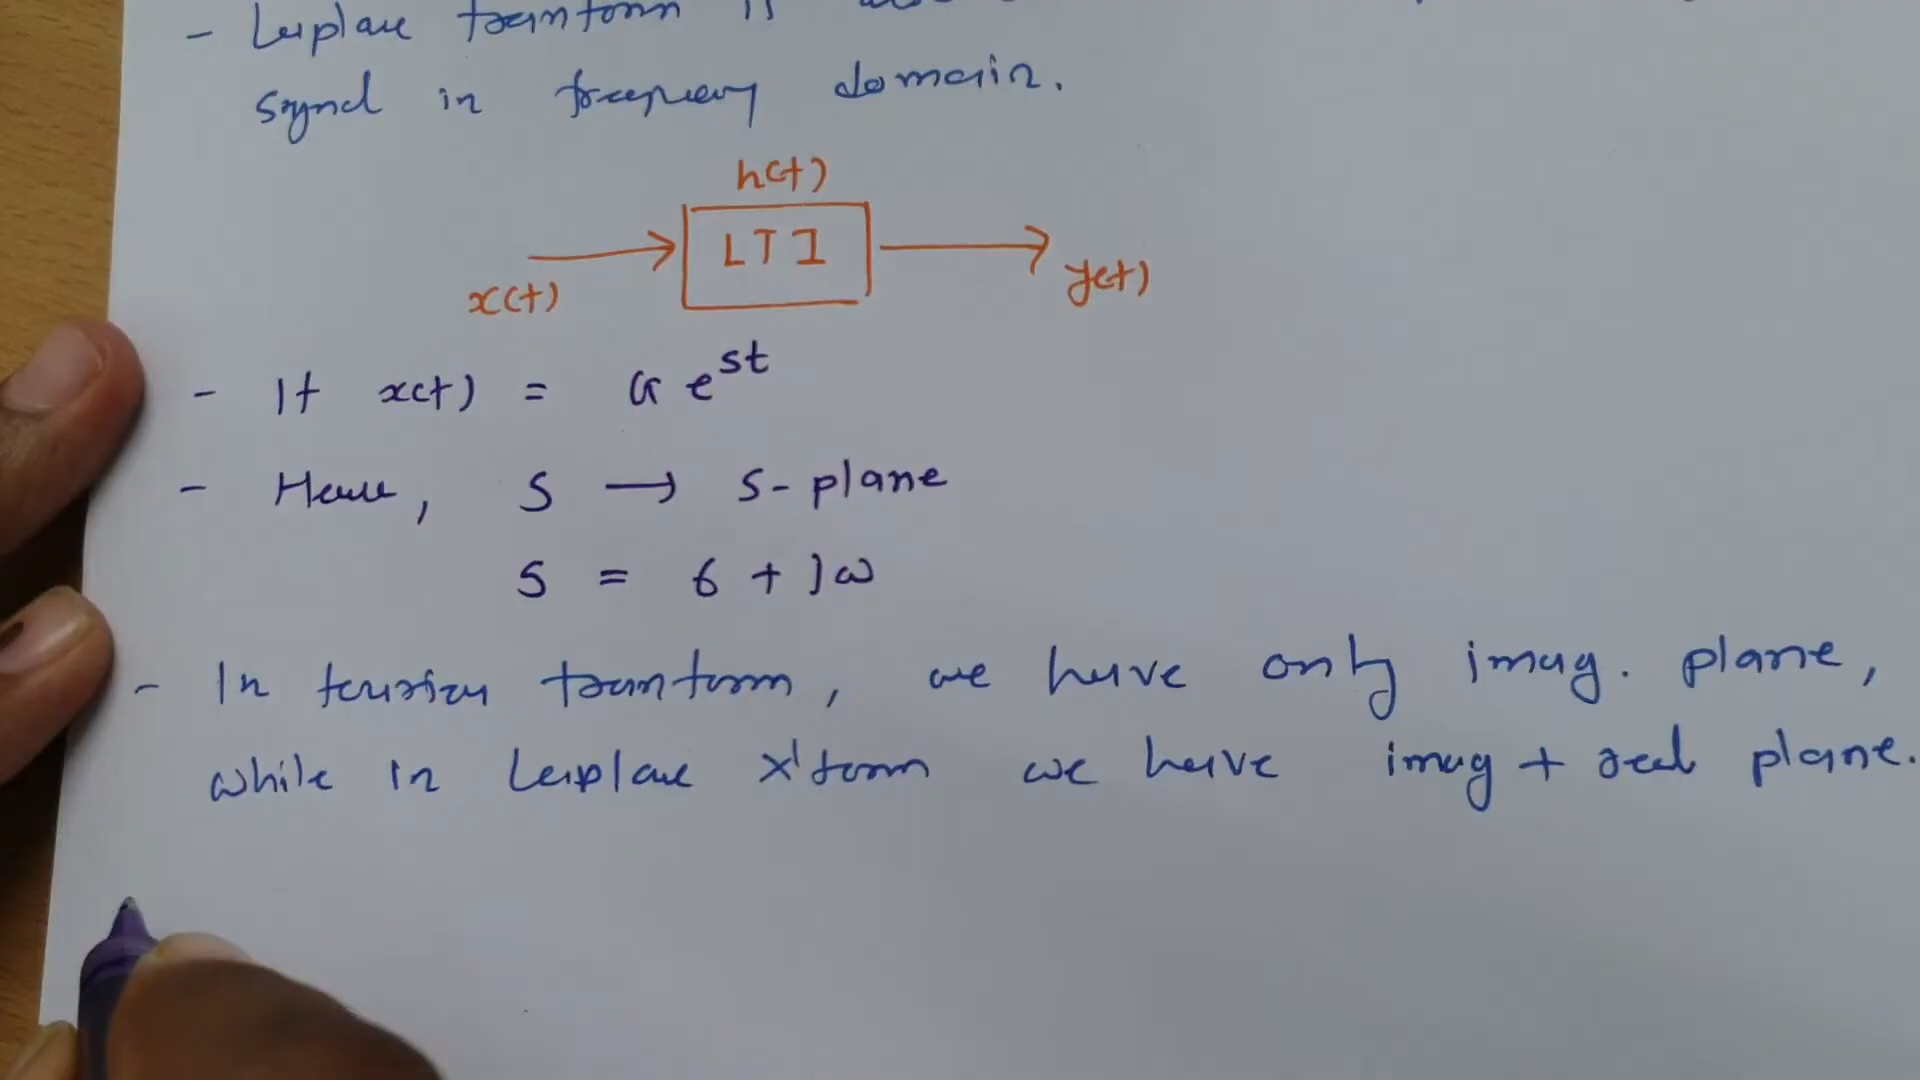 - Laplace transform is
signal in frequency domain.
h(t)
LTI
x(t)
y(t)
- If x(t) = a e^st
- Here, s → s-plane
s = σ + jω
- In fourier transform, we have only imag. plane,
while in Laplace x'form we have imag + real plane.